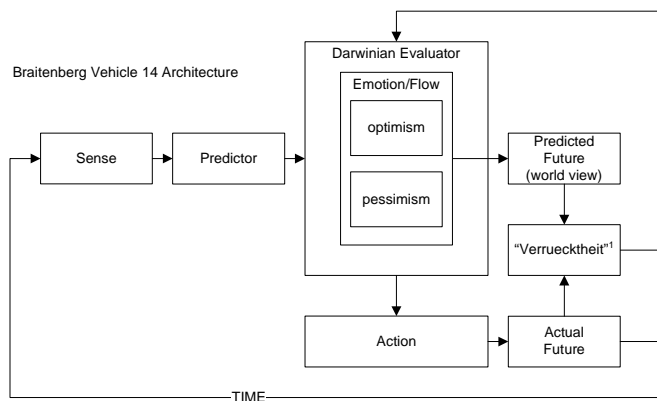 Braitenberg Vehicle 14 Architecture
Darwinian Evaluator
Emotion/Flow
optimism
pessimism
Sense
Predictor
Predicted
Future
(world view)
“Verruecktheit”¹
Action
Actual
Future
TIME